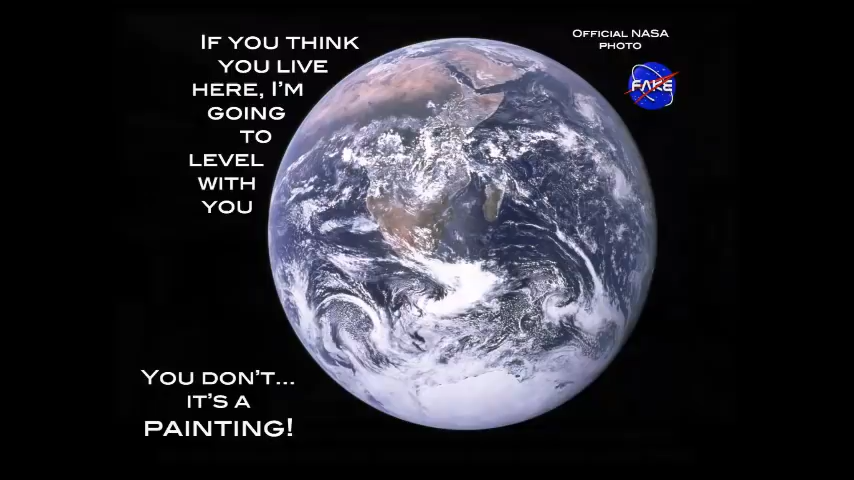 If you think
you live
here, I'm
going
to
level
with
you
Official NASA
photo
FAKE
You don't...
it's a
painting!